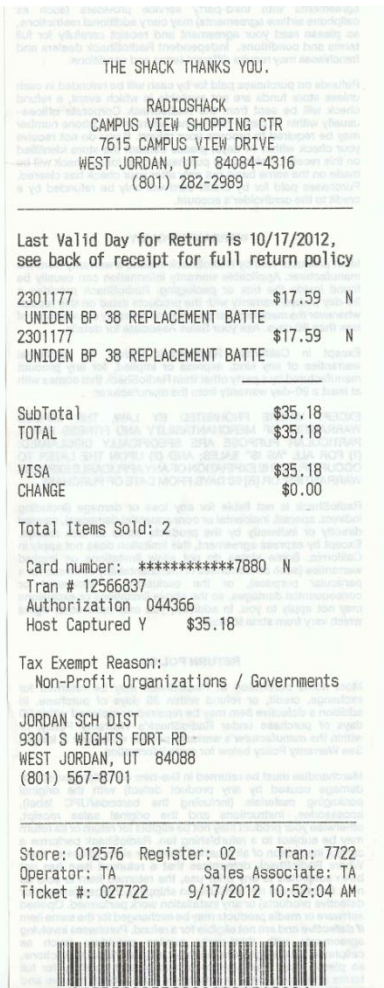 THE SHACK THANKS YOU.
RADIOSHACK
CAMPUS VIEW SHOPPING CTR
7615 CAMPUS VIEW DRIVE
WEST JORDAN, UT 84084-4316
(801) 282-2989
Last Valid Day for Return is 10/17/2012,
see back of receipt for full return policy
2301177 $17.59 N
UNIDEN BP 38 REPLACEMENT BATTE
2301177 $17.59 N
UNIDEN BP 38 REPLACEMENT BATTE
SubTotal $35.18
TOTAL $35.18
VISA $35.18
CHANGE $0.00
Total Items Sold: 2
Card number: ************7880 N
Tran # 12566837
Authorization 044366
Host Captured Y $35.18
Tax Exempt Reason:
Non-Profit Organizations / Governments
JORDAN SCH DIST
9301 S WIGHTS FORT RD
WEST JORDAN, UT 84088
(801) 567-8701
Store: 012576 Register: 02 Tran: 7722
Operator: TA Sales Associate: TA
Ticket #: 027722 9/17/2012 10:52:04 AM